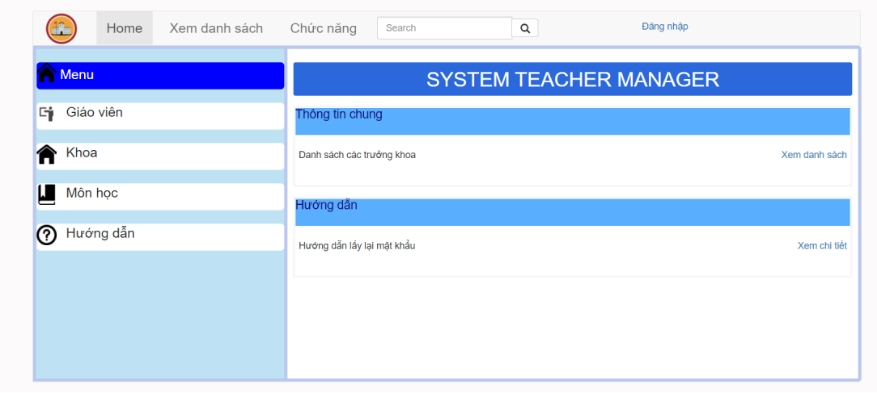 Home Xem danh sách Chức năng Search Đăng nhập
Menu
Giáo viên
Khoa
Môn học
Hướng dẫn
SYSTEM TEACHER MANAGER
Thông tin chung
Danh sách các trưởng khoa Xem danh sách
Hướng dẫn
Hướng dẫn lấy lại mật khẩu Xem chi tiết